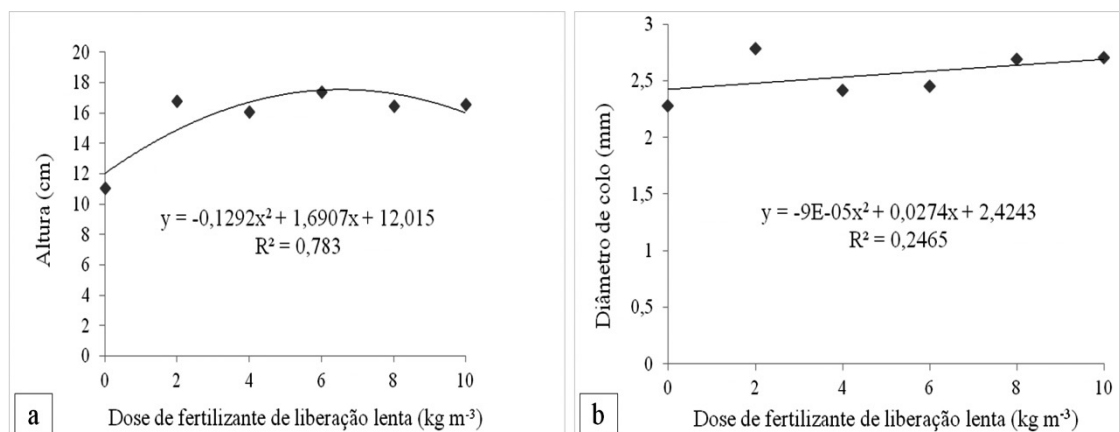 20
18
16
14
12
10
8
6
4
2
0
Altura (cm)
y = -0,1292x² + 1,6907x + 12,015
R² = 0,783
0 2 4 6 8 10
Dose de fertilizante de liberação lenta (kg m⁻³)
a
3
2,5
2
1,5
1
0,5
0
Diâmetro de colo (mm)
y = -9E-05x² + 0,0274x + 2,4243
R² = 0,2465
0 2 4 6 8 10
Dose de fertilizante de liberação lenta (kg m⁻³)
b